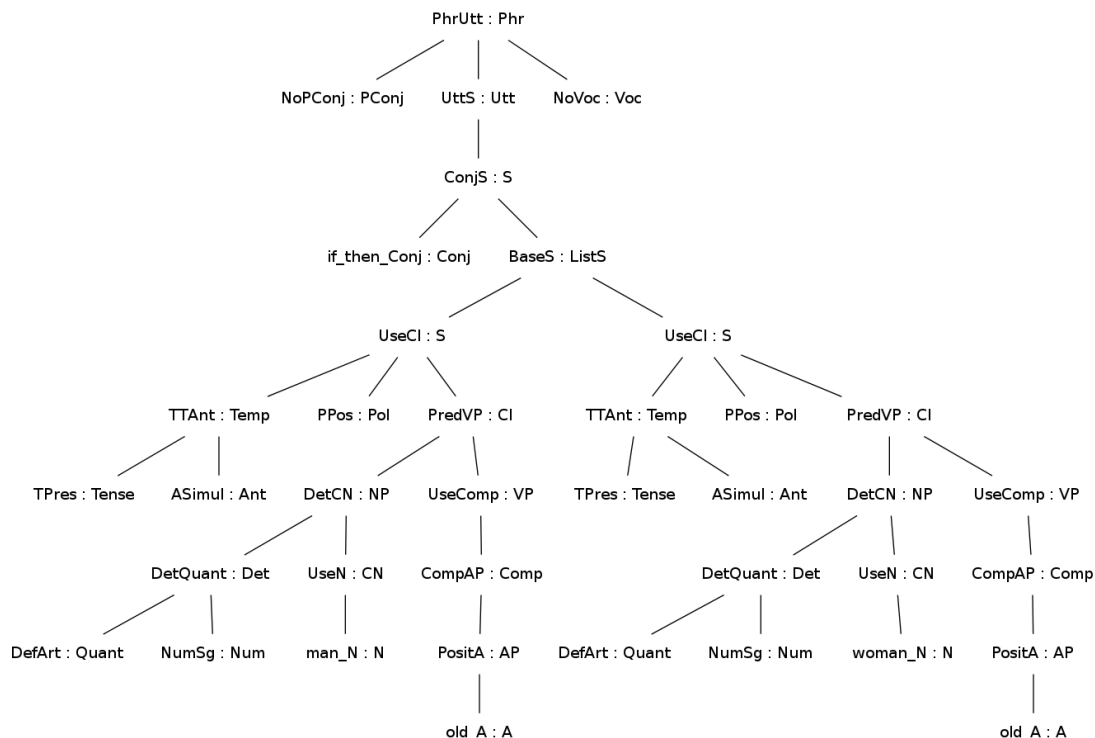 PhrUtt : Phr
NoPConj : PConj UttS : Utt NoVoc : Voc
ConjS : S
if_then_Conj : Conj BaseS : ListS
UseCl : S UseCl : S
TTAnt : Temp PPos : Pol PredVP : Cl TTAnt : Temp PPos : Pol PredVP : Cl
TPres : Tense ASimul : Ant DetCN : NP UseComp : VP TPres : Tense ASimul : Ant DetCN : NP UseComp : VP
DetQuant : Det UseN : CN CompAP : Comp DetQuant : Det UseN : CN CompAP : Comp
DefArt : Quant NumSg : Num man_N : N PositA : AP DefArt : Quant NumSg : Num woman_N : N PositA : AP
old_A : A old_A : A